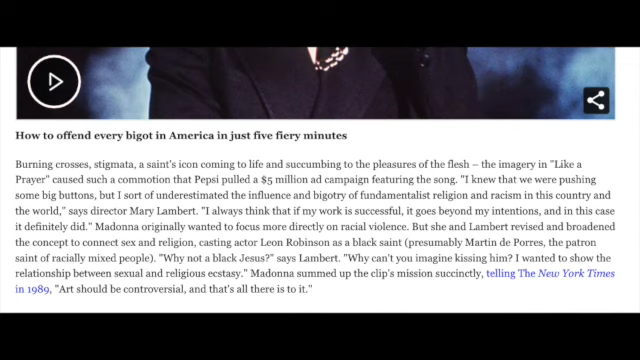 How to offend every bigot in America in just five fiery minutes
Burning crosses, stigmata, a saint's icon coming to life and succumbing to the pleasures of the flesh – the imagery in "Like a
Prayer" caused such a commotion that Pepsi pulled a $5 million ad campaign featuring the song. "I knew that we were pushing
some big buttons, but I sort of underestimated the influence and bigotry of fundamentalist religion and racism in this country and
the world," says director Mary Lambert. "I always think that if my work is successful, it goes beyond my intentions, and in this case
it definitely did." Madonna originally wanted to focus more directly on racial violence. But she and Lambert revised and broadened
the concept to connect sex and religion, casting actor Leon Robinson as a black saint (presumably Martin de Porres, the patron
saint of racially mixed people). "Why not a black Jesus?" says Lambert. "Why can't you imagine kissing him? I wanted to show the
relationship between sexual and religious ecstasy." Madonna summed up the clip's mission succinctly, telling The New York Times
in 1989, "Art should be controversial, and that's all there is to it."